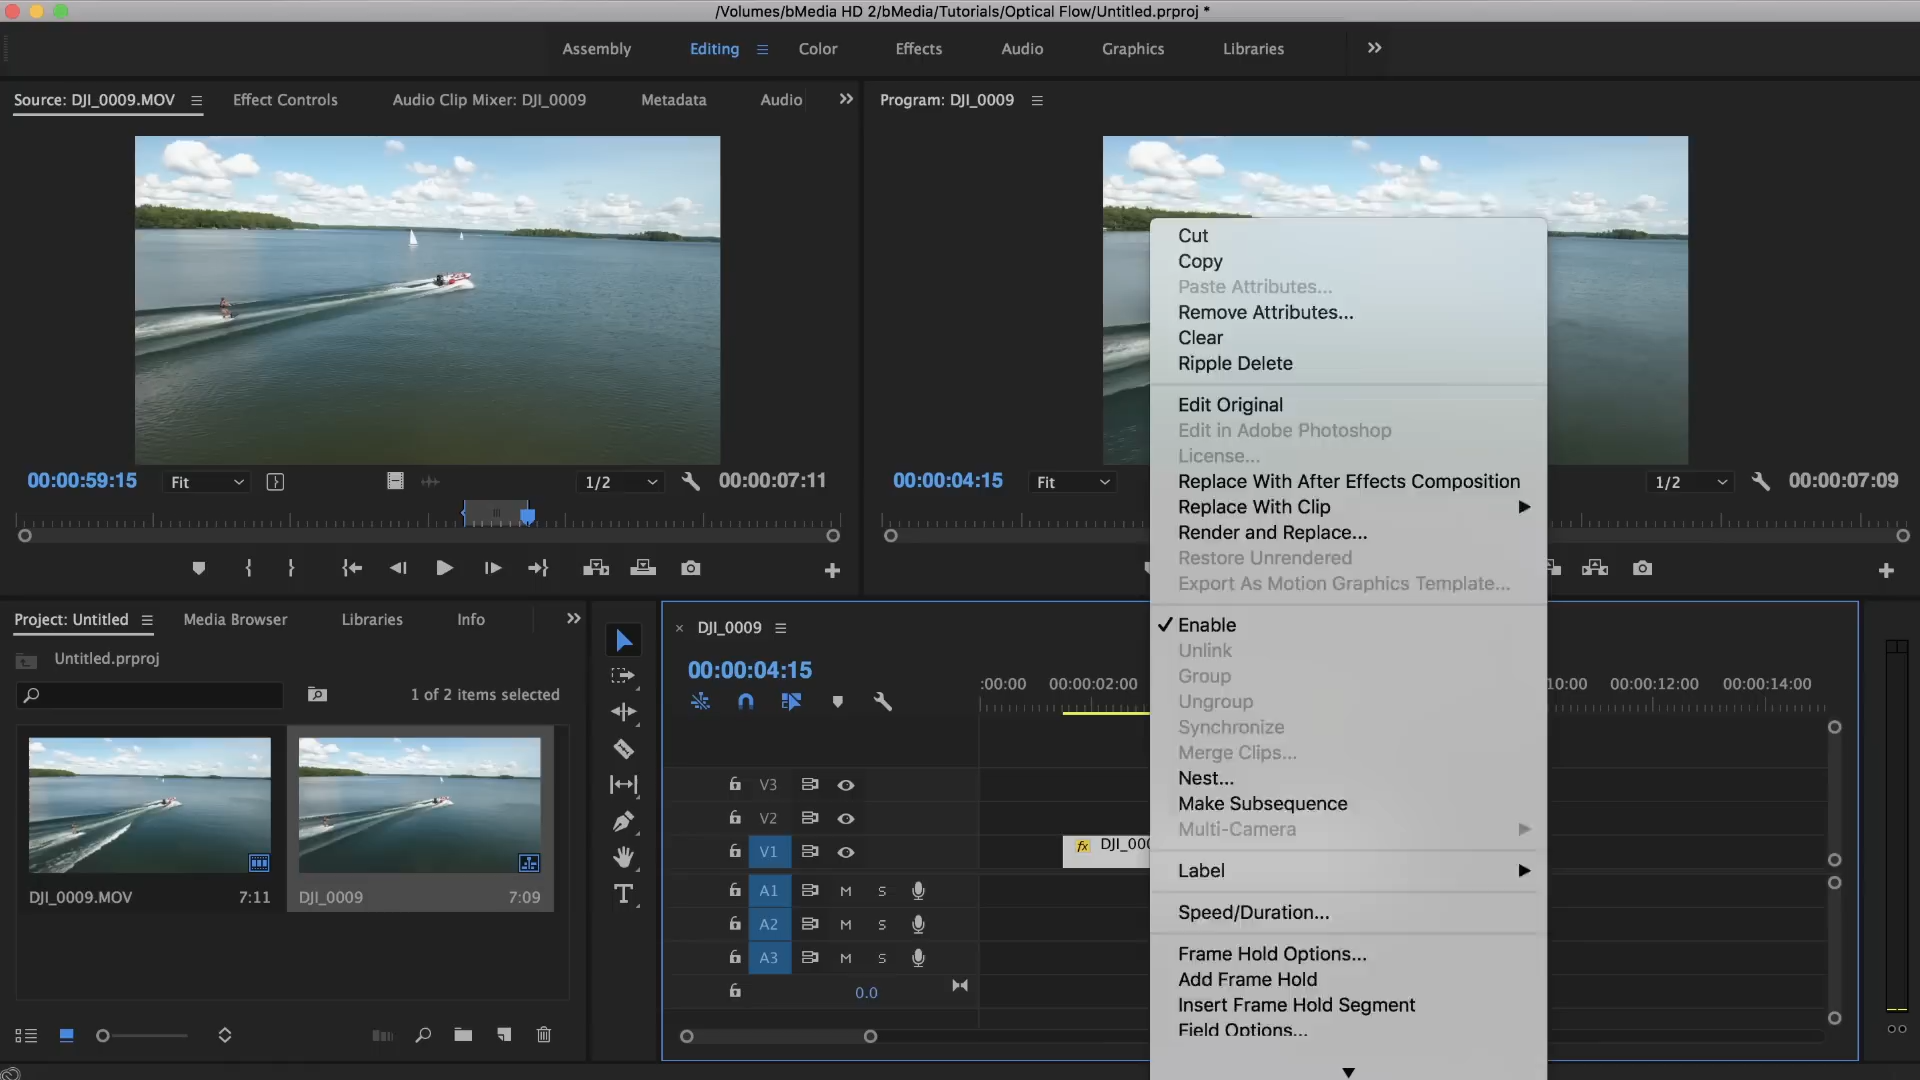 /Volumes/bMedia HD 2/bMedia/Tutorials/Optical Flow/Untitled.prproj *
Assembly
Editing
Color
Effects
Audio
Graphics
Libraries
Source: DJI_0009.MOV
Effect Controls
Audio Clip Mixer: DJI_0009
Metadata
Audio
Program: DJI_0009
00:00:59:15
Fit
1/2
00:00:07:11
00:00:04:15
Fit
1/2
00:00:07:09
Cut
Copy
Paste Attributes...
Remove Attributes...
Clear
Ripple Delete
Edit Original
Edit in Adobe Photoshop
License...
Replace With After Effects Composition
Replace With Clip
Render and Replace...
Restore Unrendered
Export As Motion Graphics Template...
Enable
Unlink
Group
Ungroup
Synchronize
Merge Clips...
Nest...
Make Subsequence
Multi-Camera
Label
Speed/Duration...
Frame Hold Options...
Add Frame Hold
Insert Frame Hold Segment
Field Options...
Project: Untitled
Media Browser
Libraries
Info
Untitled.prproj
1 of 2 items selected
DJI_0009.MOV
7:11
DJI_0009
7:09
DJI_0009
00:00:04:15
:00:00
00:00:02:00
10:00
00:00:12:00
00:00:14:00
V3
V2
V1
fx DJI_000
A1 M S
A2 M S
A3 M S
0.0